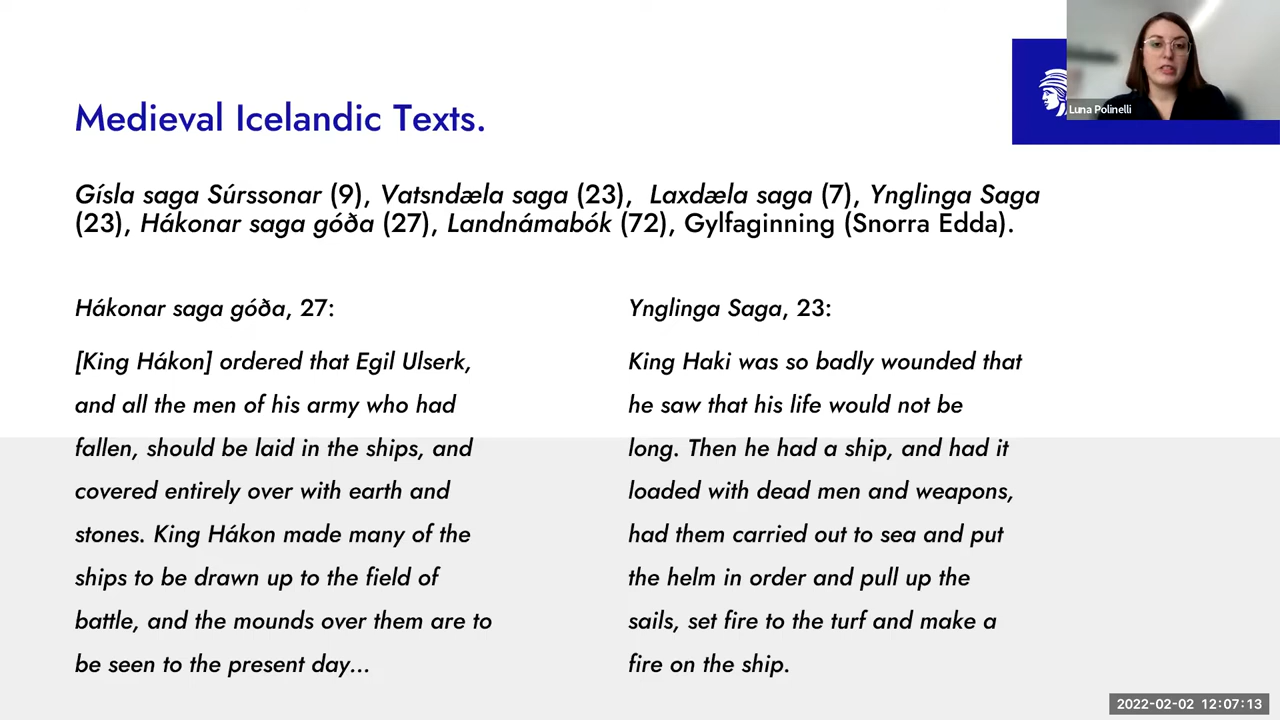 Luna Polinelli
Medieval Icelandic Texts.
Gísla saga Súrssonar (9), Vatsndæla saga (23), Laxdæla saga (7), Ynglinga Saga
(23), Hákonar saga góða (27), Landnámabók (72), Gylfaginning (Snorra Edda).
Hákonar saga góða, 27:
[King Hákon] ordered that Egil Ulserk,
and all the men of his army who had
fallen, should be laid in the ships, and
covered entirely over with earth and
stones. King Hákon made many of the
ships to be drawn up to the field of
battle, and the mounds over them are to
be seen to the present day...
Ynglinga Saga, 23:
King Haki was so badly wounded that
he saw that his life would not be
long. Then he had a ship, and had it
loaded with dead men and weapons,
had them carried out to sea and put
the helm in order and pull up the
sails, set fire to the turf and make a
fire on the ship.
2022-02-02 12:07:13